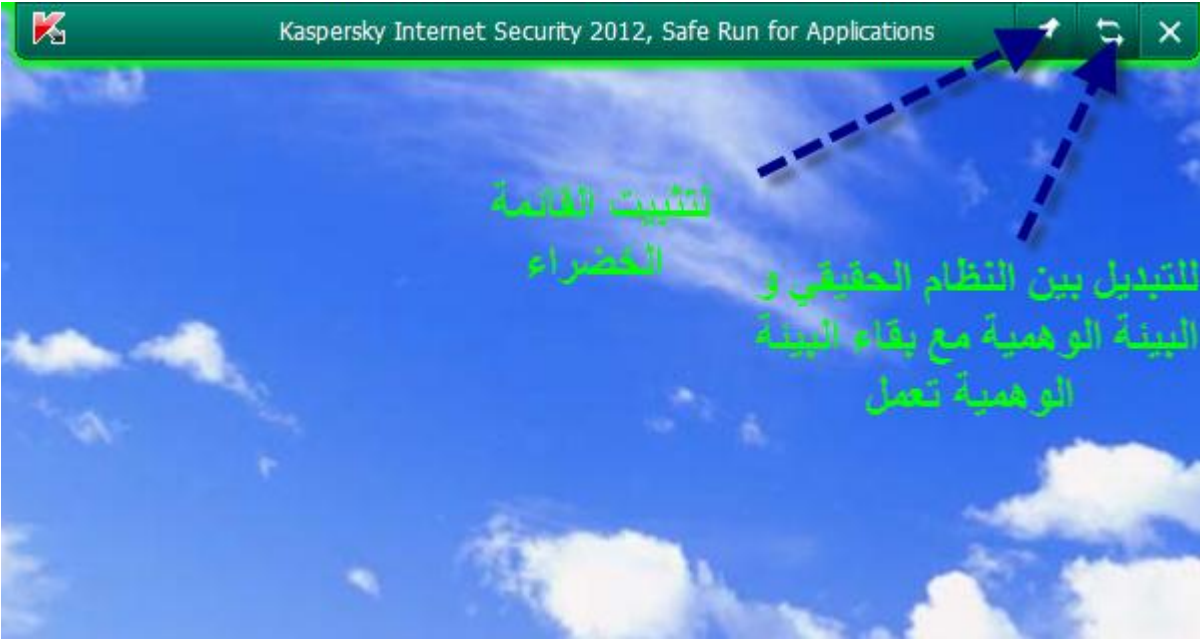 Kaspersky Internet Security 2012, Safe Run for Applications
لتثبيت القائمة
الخضراء
للتبديل بين النظام الحقيقي و
البيئة الوهمية مع بقاء البيئة
الوهمية تعمل